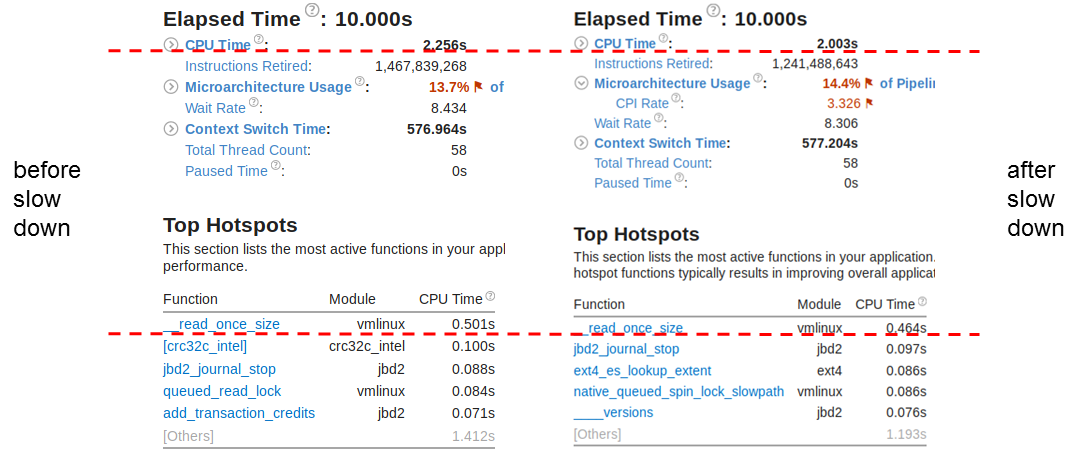 before
slow
down
Elapsed Time ?: 10.000s
CPU Time ?: 2.256s
Instructions Retired: 1,467,839,268
Microarchitecture Usage ?: 13.7% of
Wait Rate ?: 8.434
Context Switch Time: 576.964s
Total Thread Count: 58
Paused Time ?: 0s
Top Hotspots
This section lists the most active functions in your appl
performance.
Function Module CPU Time ?
__read_once_size vmlinux 0.501s
[crc32c_intel] crc32c_intel 0.100s
jbd2_journal_stop jbd2 0.088s
queued_read_lock vmlinux 0.084s
add_transaction_credits jbd2 0.071s
[Others] 1.412s
Elapsed Time ?: 10.000s
CPU Time ?: 2.003s
Instructions Retired: 1,241,488,643
Microarchitecture Usage ?: 14.4% of Pipelin
CPI Rate ?: 3.326
Wait Rate ?: 8.306
Context Switch Time: 577.204s
Total Thread Count: 58
Paused Time ?: 0s
Top Hotspots
This section lists the most active functions in your application.
hotspot functions typically results in improving overall applicat
Function Module CPU Time ?
__read_once_size vmlinux 0.464s
jbd2_journal_stop jbd2 0.097s
ext4_es_lookup_extent ext4 0.086s
native_queued_spin_lock_slowpath vmlinux 0.086s
____versions jbd2 0.076s
[Others] 1.193s
after
slow
down